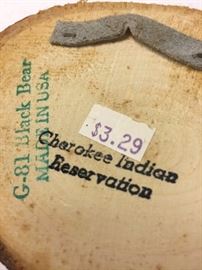 G-81 Black Bear
MADE IN USA
$3.29
Cherokee Indian
Reservation